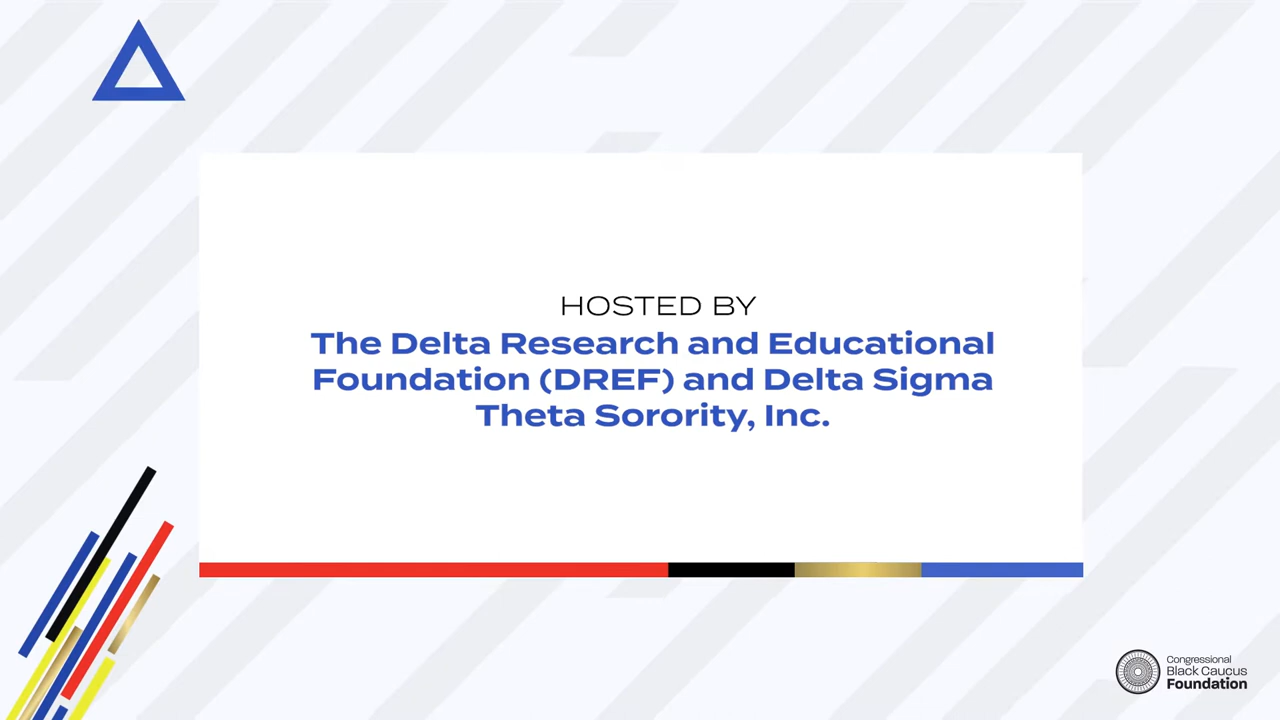 HOSTED BY
The Delta Research and Educational
Foundation (DREF) and Delta Sigma
Theta Sorority, Inc.
Congressional
Black Caucus
Foundation